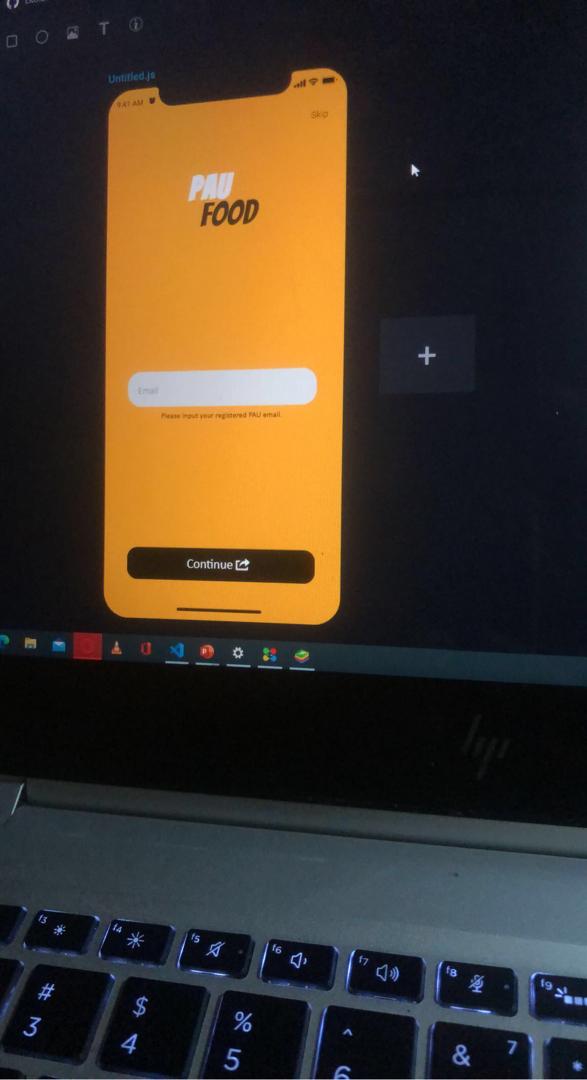 T
Untitled.js
9:41 AM
Skip
PAU
FOOD
Email
Please input your registered PAU email.
Continue
hp
f3 f4 f5 f6 f7 f8 f9
# $ % ^ & 7 *
3 4 5 6